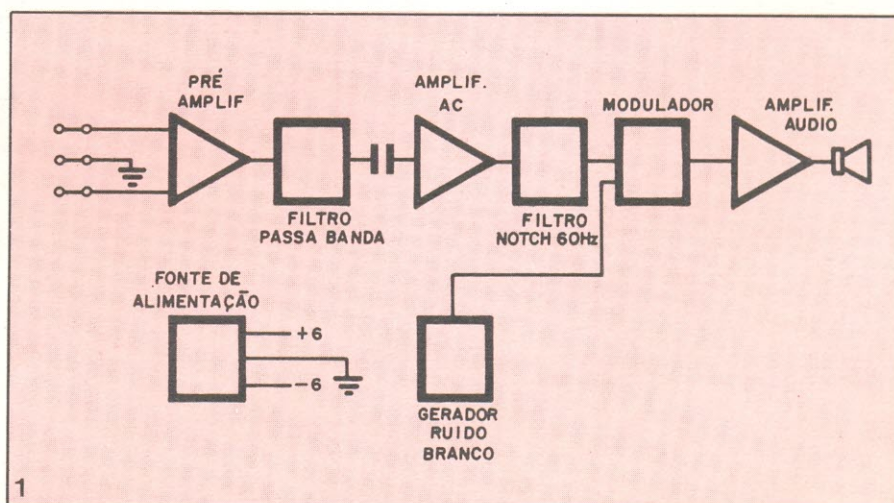 PRÉ
AMPLIF
FILTRO
PASSA BANDA
AMPLIF.
AC
FILTRO
NOTCH 60Hz
MODULADOR
AMPLIF.
AUDIO
FONTE DE
ALIMENTAÇÃO
+6
-6
GERADOR
RUIDO
BRANCO
1